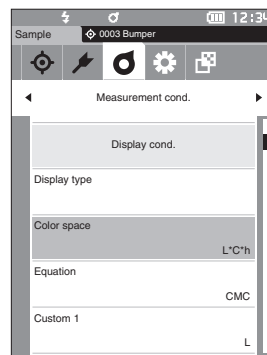 12:34
Sample
0003 Bumper
Measurement cond.
Display cond.
Display type
Color space
L*C*h
Equation
CMC
Custom 1
L